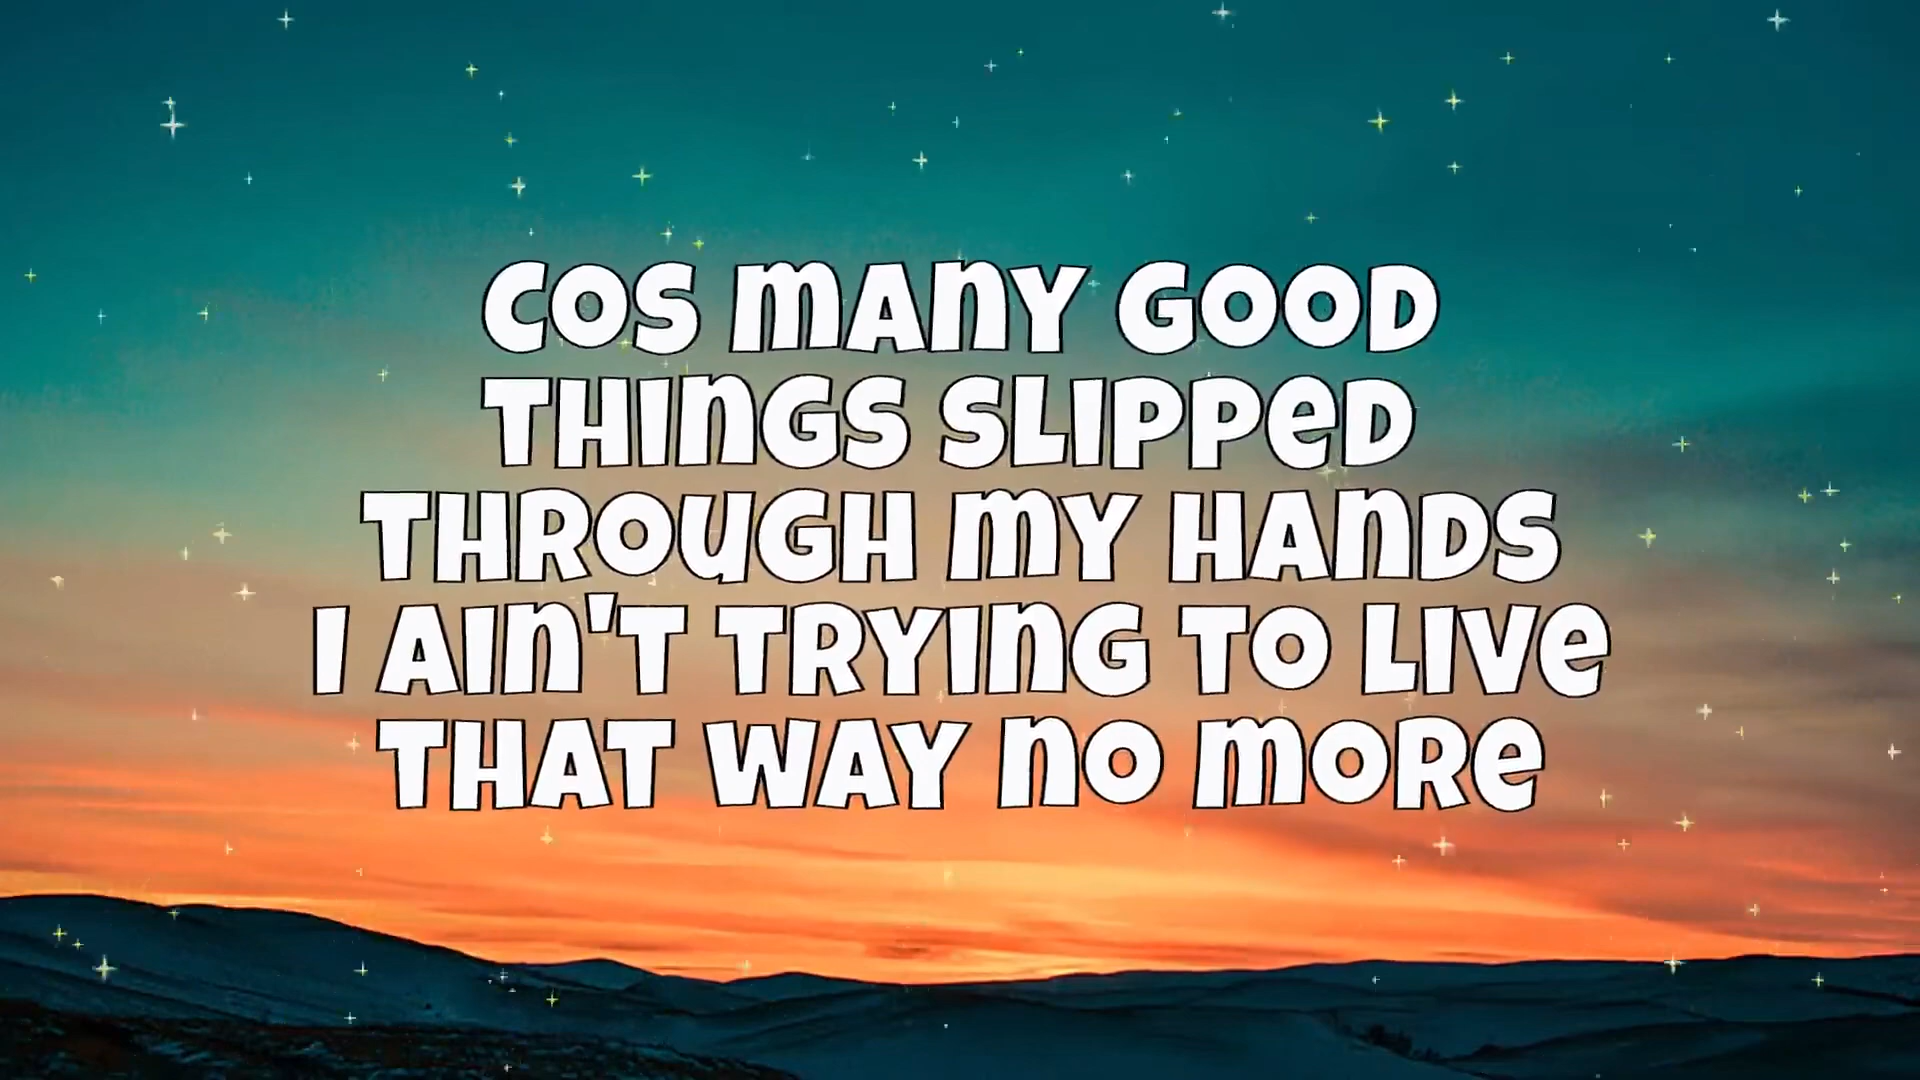 COS MANY GOOD
THINGS SLIPPED
THROUGH MY HANDS
I AIN'T TRYING TO LIVE
THAT WAY NO MORE